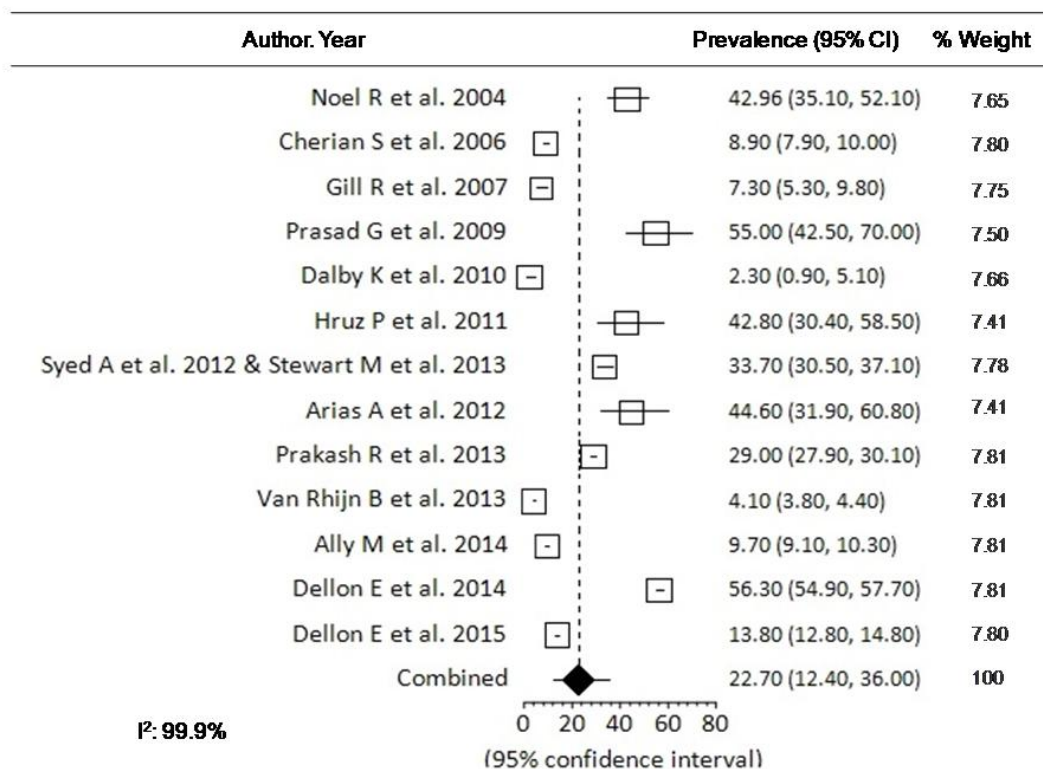 Author. Year Prevalence (95% CI) % Weight
Noel R et al. 2004 42.96 (35.10, 52.10) 7.65
Cherian S et al. 2006 8.90 (7.90, 10.00) 7.80
Gill R et al. 2007 7.30 (5.30, 9.80) 7.75
Prasad G et al. 2009 55.00 (42.50, 70.00) 7.50
Dalby K et al. 2010 2.30 (0.90, 5.10) 7.66
Hruz P et al. 2011 42.80 (30.40, 58.50) 7.41
Syed A et al. 2012 & Stewart M et al. 2013 33.70 (30.50, 37.10) 7.78
Arias A et al. 2012 44.60 (31.90, 60.80) 7.41
Prakash R et al. 2013 29.00 (27.90, 30.10) 7.81
Van Rhijn B et al. 2013 4.10 (3.80, 4.40) 7.81
Ally M et al. 2014 9.70 (9.10, 10.30) 7.81
Dellon E et al. 2014 56.30 (54.90, 57.70) 7.81
Dellon E et al. 2015 13.80 (12.80, 14.80) 7.80
Combined 22.70 (12.40, 36.00) 100
0 20 40 60 80
I²: 99.9%
(95% confidence interval)